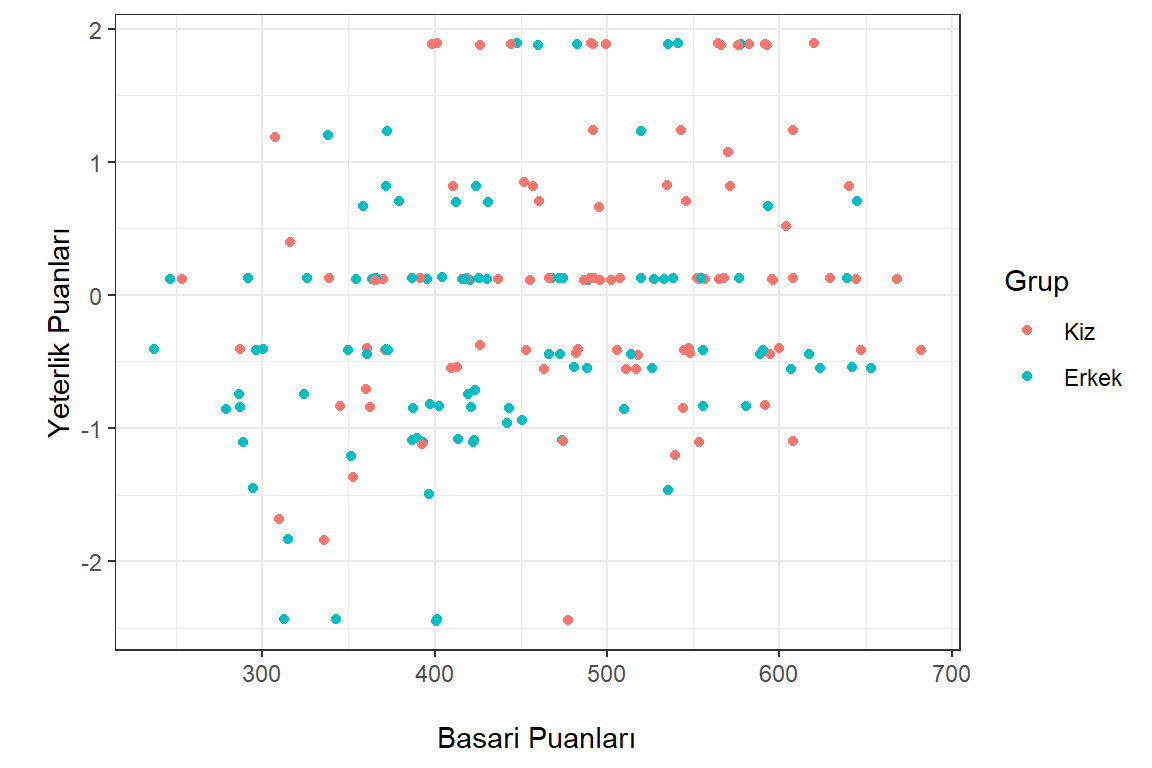 2
1
0
-1
-2
Yeterlik Puanları
300 400 500 600 700
Basari Puanları
Grup
Kiz
Erkek